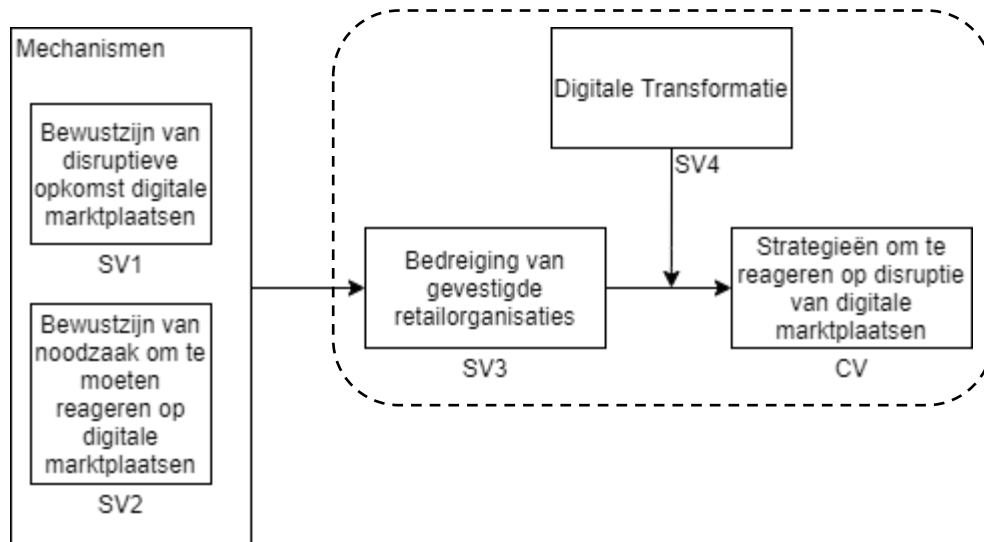 Mechanismen
Bewustzijn van
disruptieve
opkomst digitale
marktplaatsen
SV1
Bewustzijn van
noodzaak om te
moeten
reageren op
digitale
marktplaatsen
SV2
Digitale Transformatie
SV4
Bedreiging van
gevestigde
retailorganisaties
SV3
Strategieën om te
reageren op disruptie
van digitale
marktplaatsen
CV